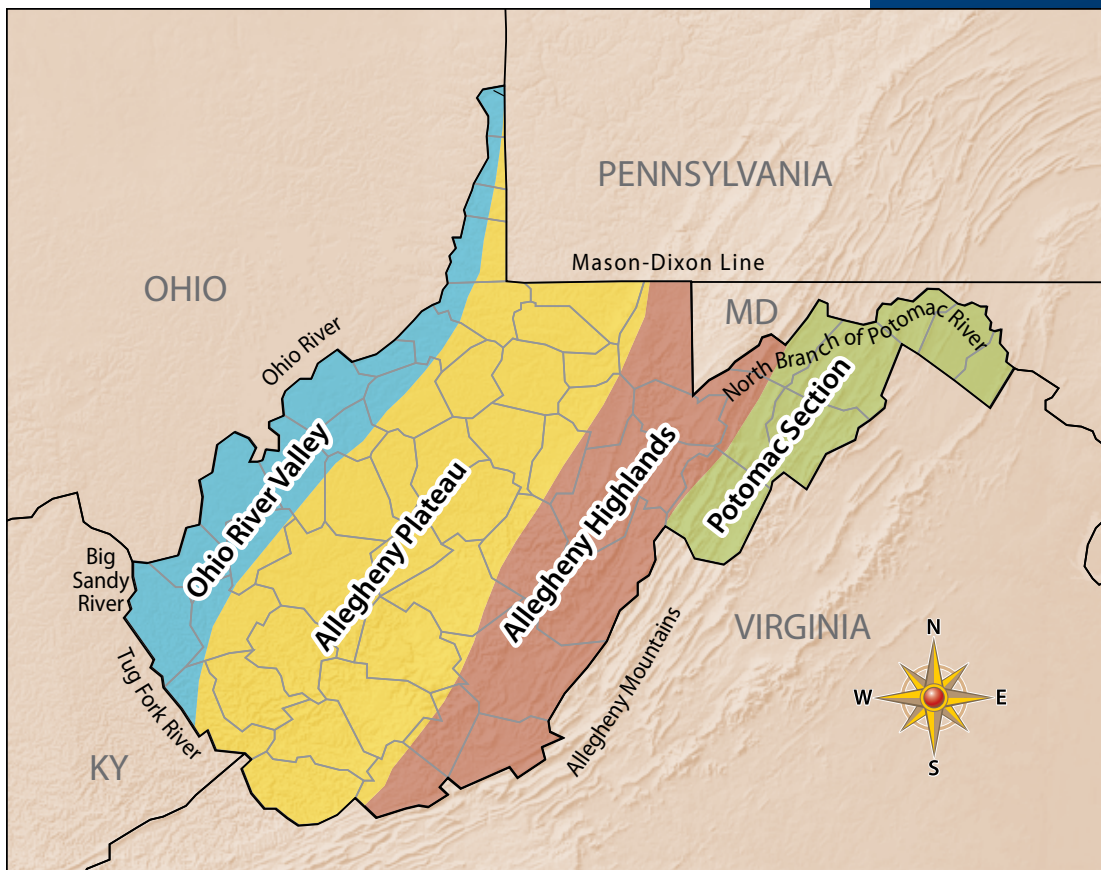 PENNSYLVANIA
Mason-Dixon Line
OHIO
MD
Ohio River
North Branch of Potomac River
Potomac Section
Ohio River Valley
Allegheny Plateau
Allegheny Highlands
Big
Sandy
River
VIRGINIA
Allegheny Mountains
Tug Fork River
KY
N
W
E
S